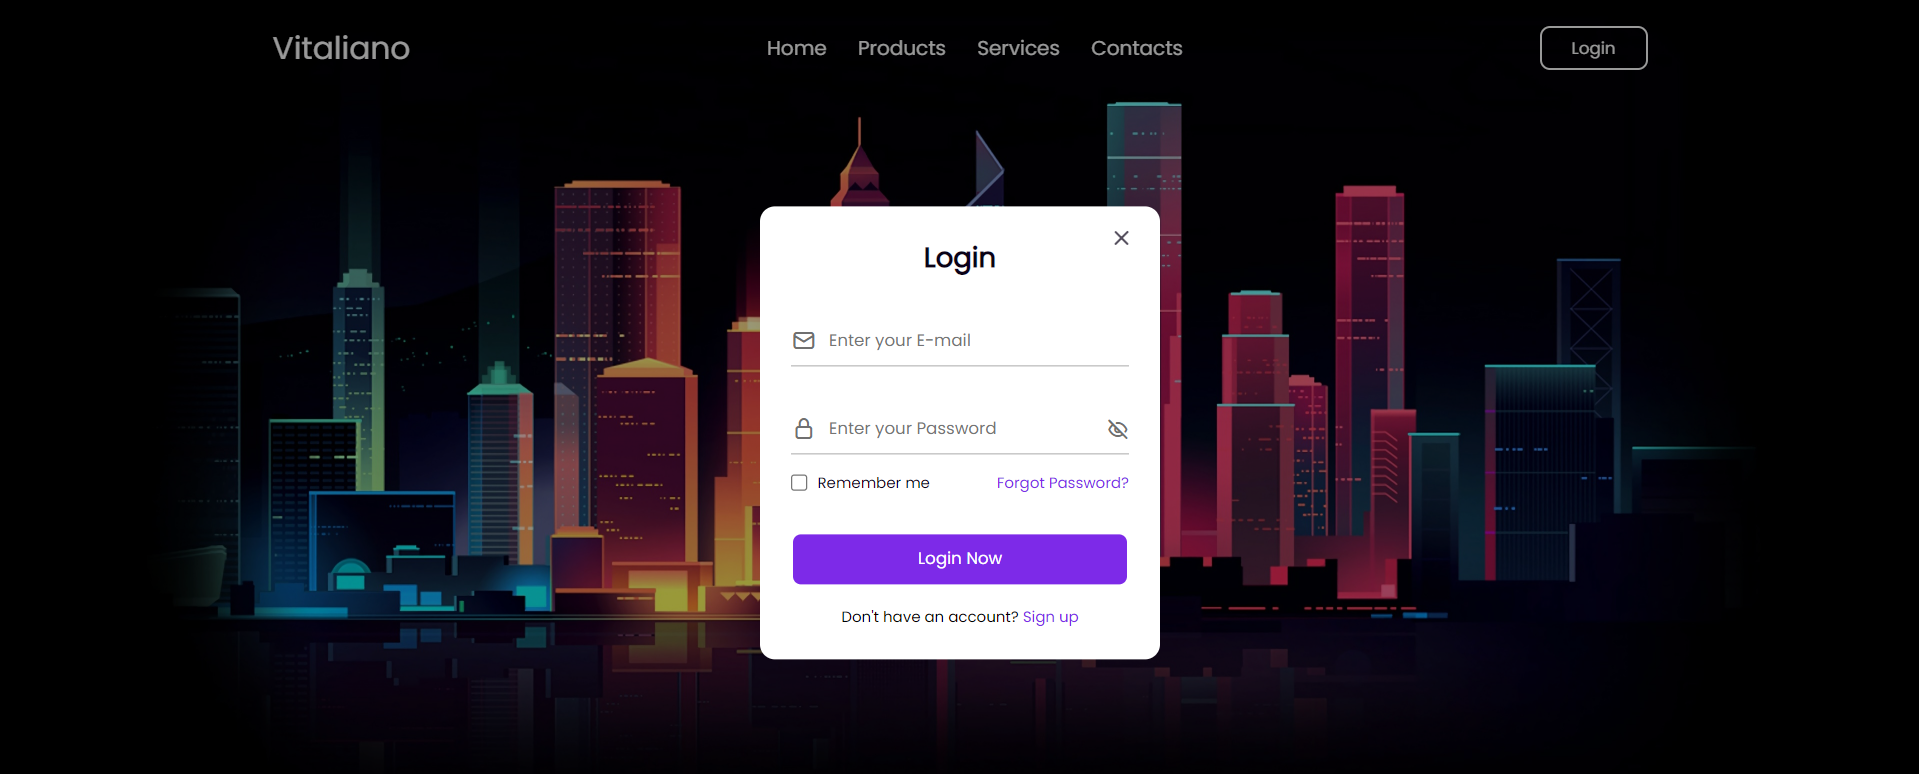 Vitaliano
Home Products Services Contacts
Login
Login
Enter your E-mail
Enter your Password
Remember me Forgot Password?
Login Now
Don't have an account? Sign up